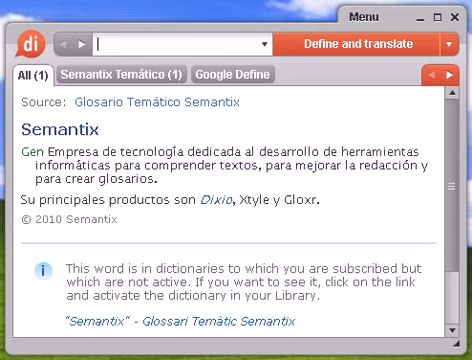 Menu
di
Define and translate
All (1)
Semantix Temático (1)
Google Define
Source: Glosario Temático Semantix
Semantix
Gen Empresa de tecnología dedicada al desarrollo de herramientas
informáticas para comprender textos, para mejorar la redacción y
para crear glosarios.
Su principales productos son Dixio, Xtyle y Gloxr.
© 2010 Semantix
i
This word is in dictionaries to which you are subscribed but
which are not active. If you want to see it, click on the link
and activate the dictionary in your Library.
"Semantix" - Glossari Temàtic Semantix